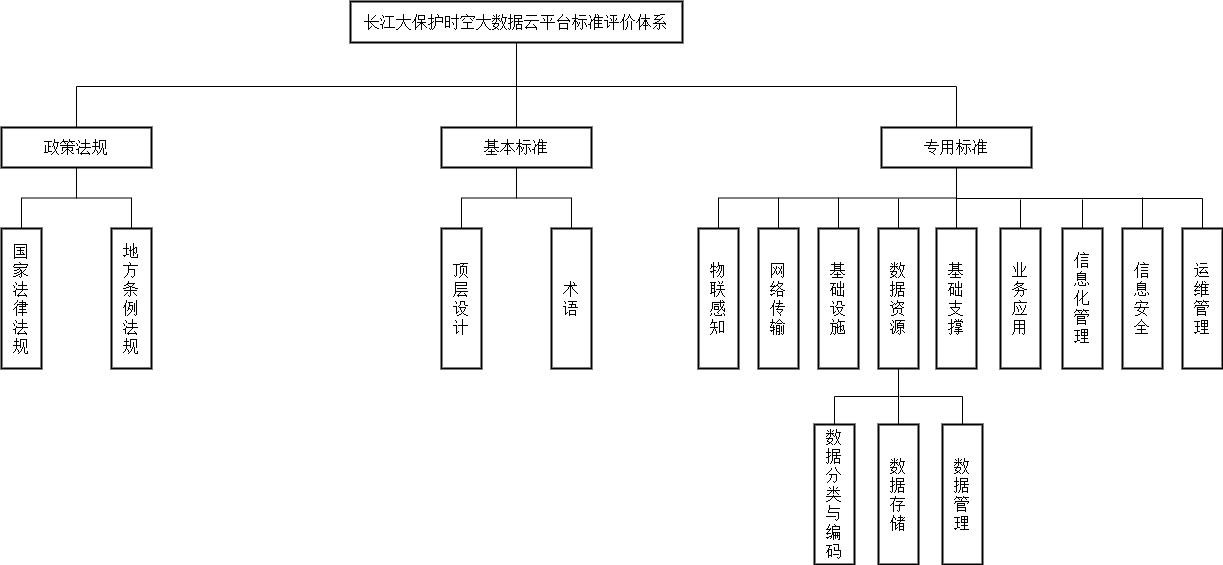 长江大保护时空大数据云平台标准评价体系
政策法规
基本标准
专用标准
国家法律法规
地方条例法规
顶层设计
术语
物联感知
网络传输
基础设施
数据资源
基础支撑
业务应用
信息化管理
信息安全
运维管理
数据分类与编码
数据存储
数据管理